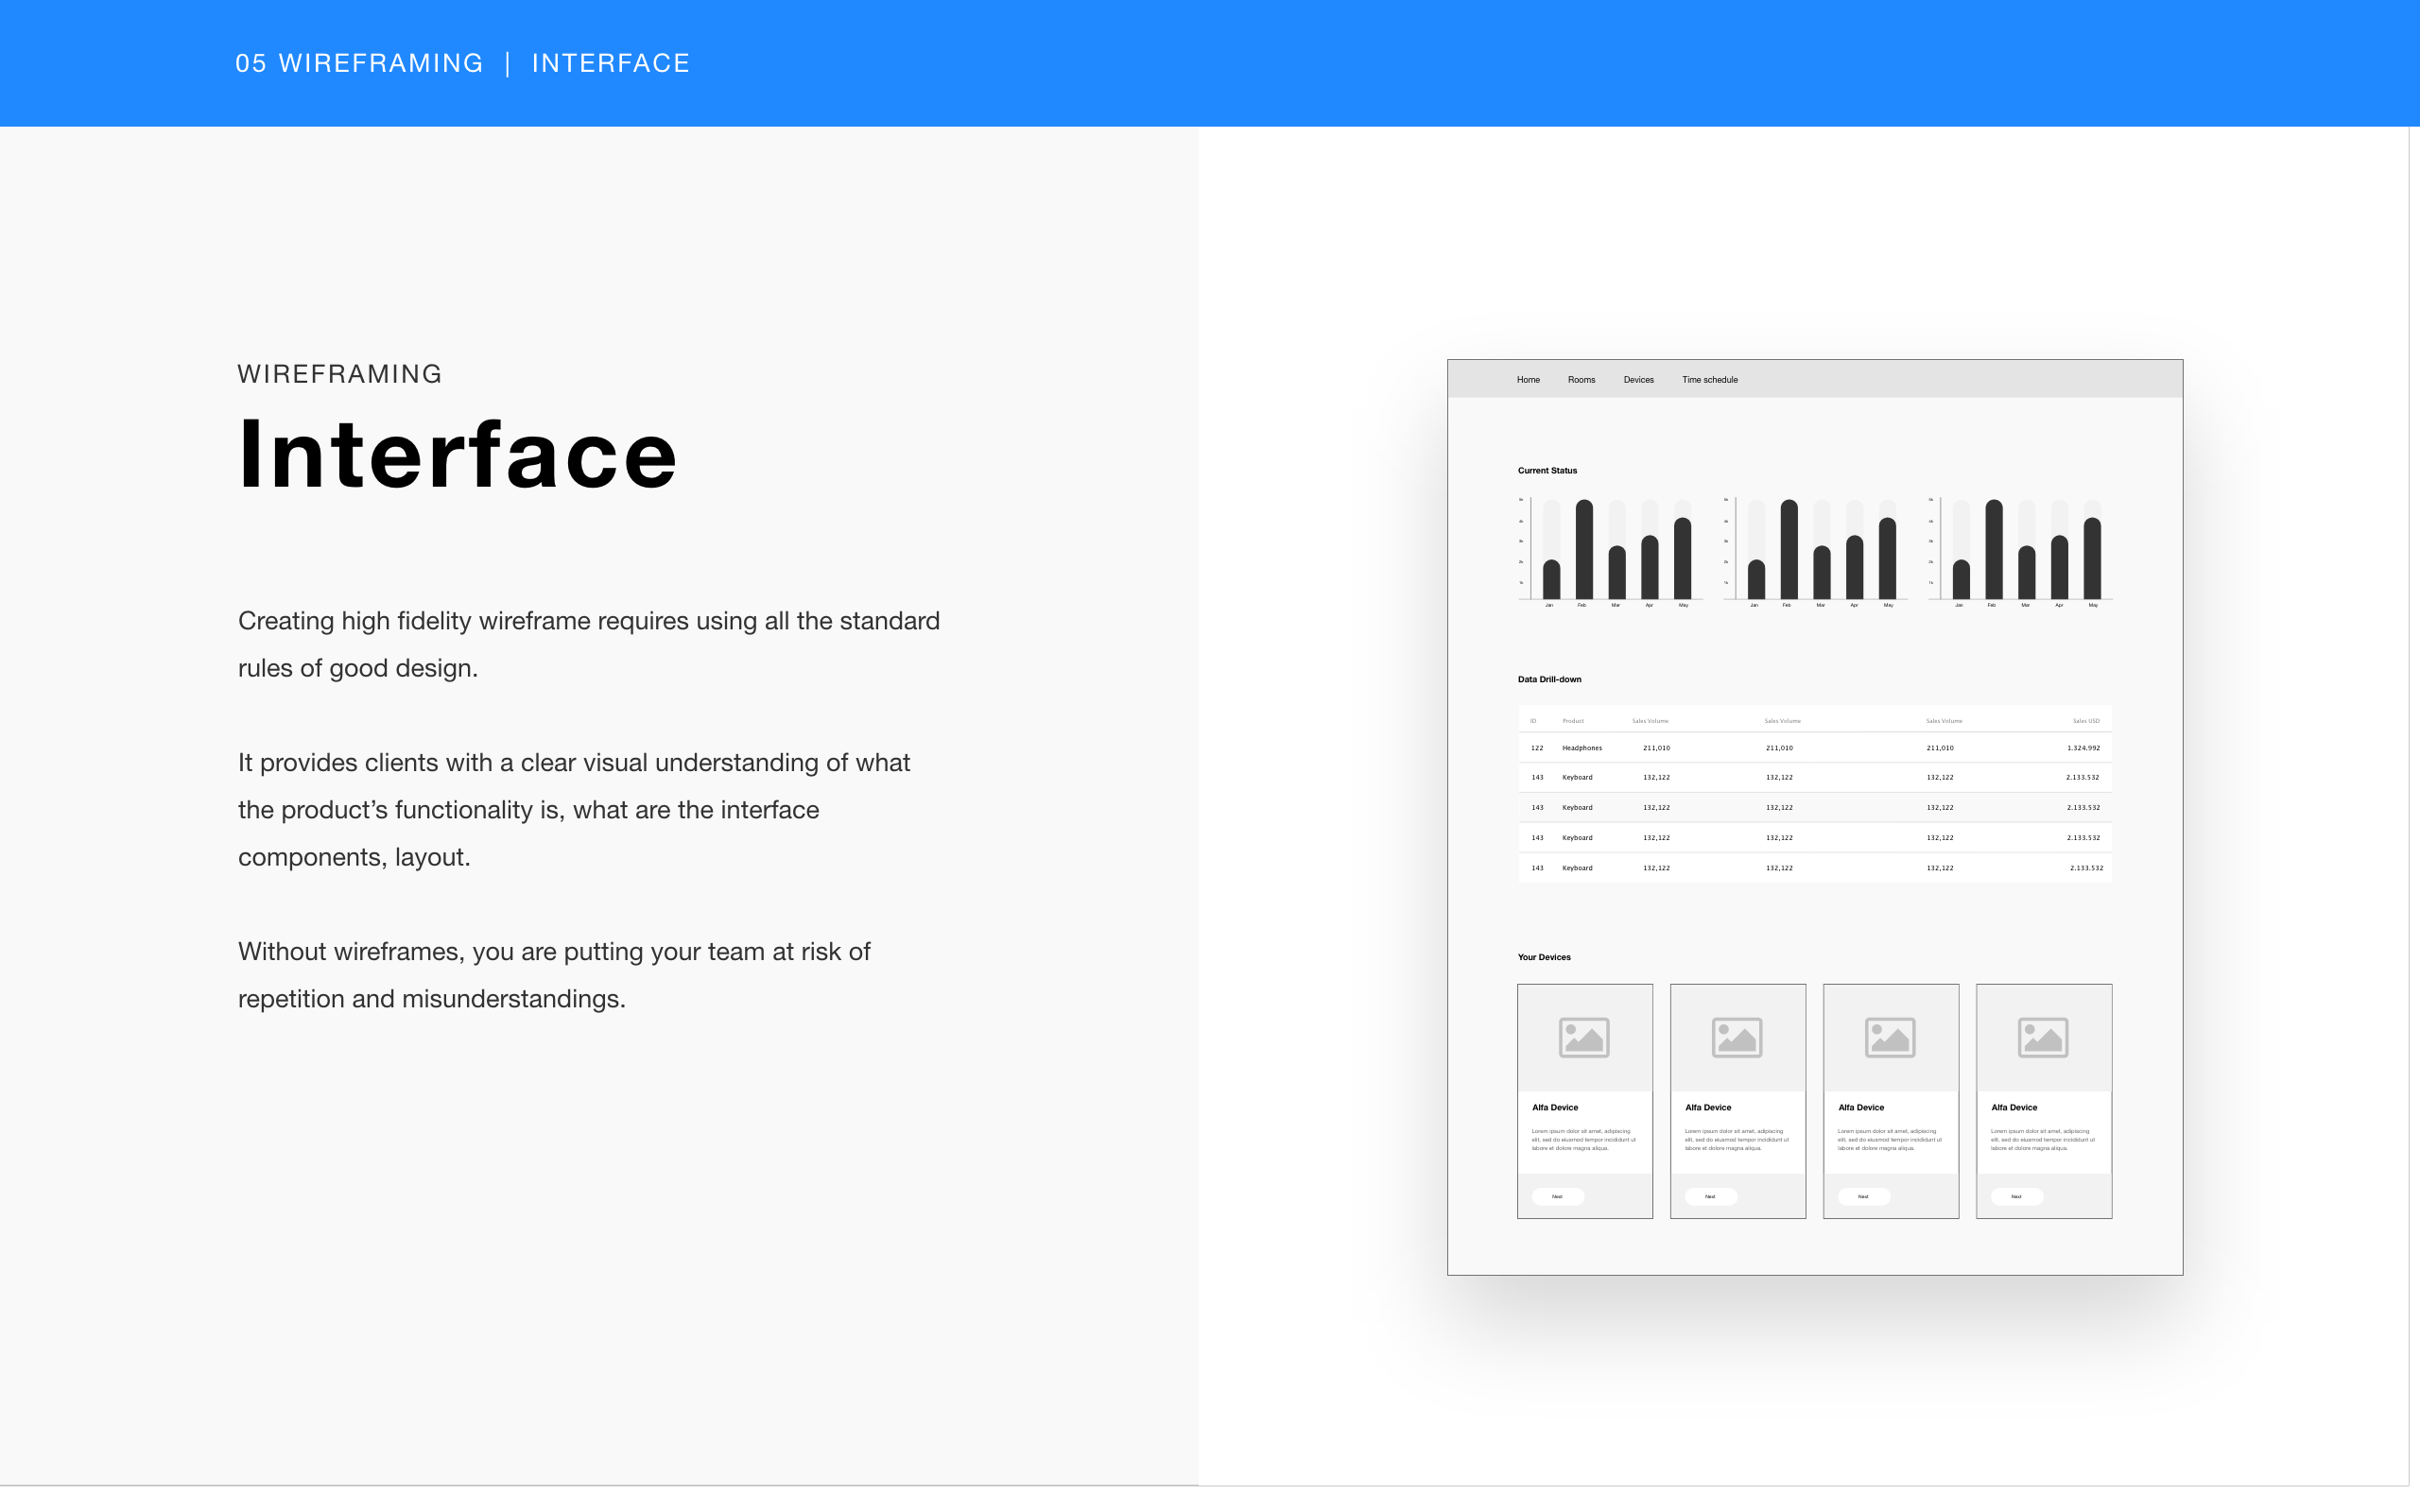 05 WIREFRAMING | INTERFACE
WIREFRAMING
Interface
Creating high fidelity wireframe requires using all the standard
rules of good design.
It provides clients with a clear visual understanding of what
the product’s functionality is, what are the interface
components, layout.
Without wireframes, you are putting your team at risk of
repetition and misunderstandings.
Home Rooms Devices Time schedule
Current Status
Jan Feb Mar Apr May Jan Feb Mar Apr May Jan Feb Mar Apr May
Data Drill-down
ID Product Sales Volume Sales Volume Sales Volume Sales USD
122 Headphones 211,010 211,010 211,010 1.324.992
143 Keyboard 132,122 132,122 132,122 2.133.532
143 Keyboard 132,122 132,122 132,122 2.133.532
143 Keyboard 132,122 132,122 132,122 2.133.532
143 Keyboard 132,122 132,122 132,122 2.133.532
Your Devices
Alfa Device Alfa Device Alfa Device Alfa Device
Lorem ipsum dolor sit amet, adipiscing Lorem ipsum dolor sit amet, adipiscing Lorem ipsum dolor sit amet, adipiscing Lorem ipsum dolor sit amet, adipiscing
elit, sed do eiusmod tempor incididunt ut elit, sed do eiusmod tempor incididunt ut elit, sed do eiusmod tempor incididunt ut elit, sed do eiusmod tempor incididunt ut
labore et dolore magna aliqua. labore et dolore magna aliqua. labore et dolore magna aliqua. labore et dolore magna aliqua.